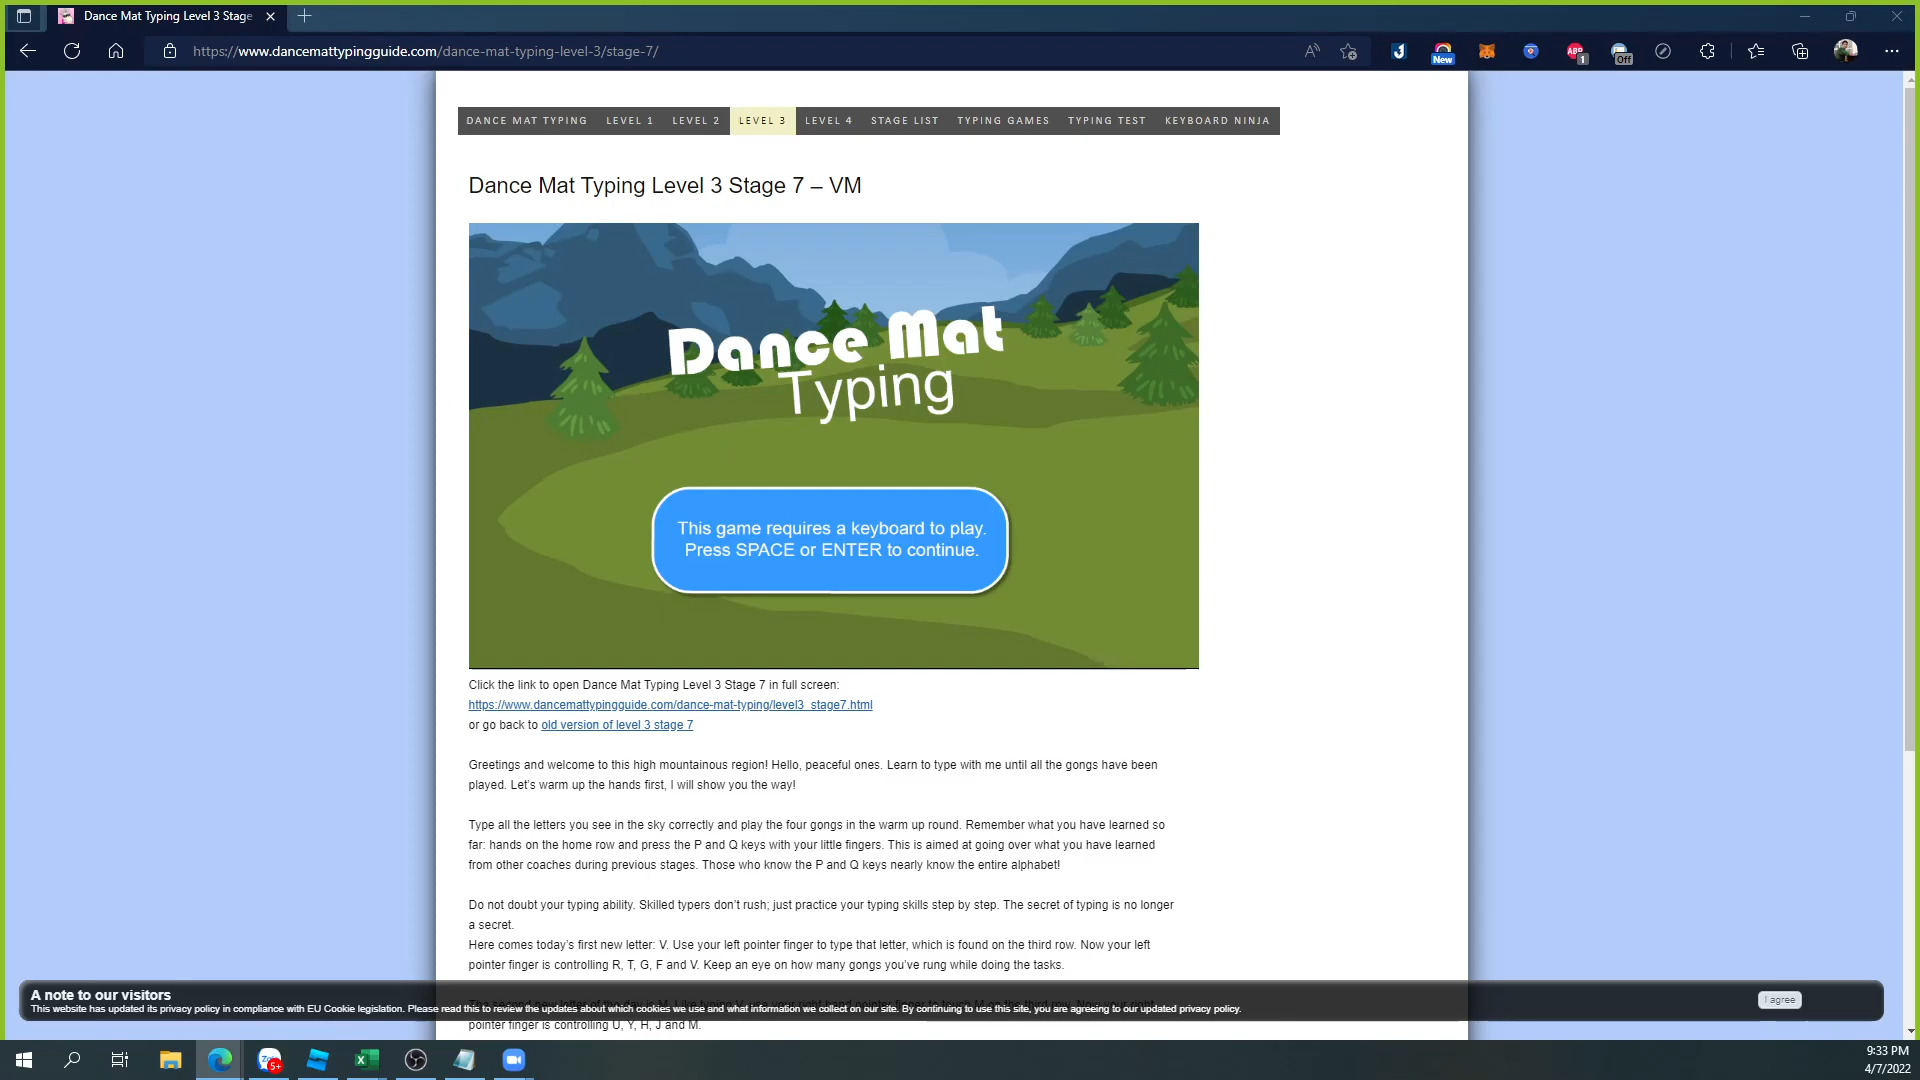 Dance Mat Typing Level 3 Stage
https://www.dancemattypingguide.com/dance-mat-typing-level-3/stage-7/
New
ABP
1
Off
DANCE MAT TYPING LEVEL 1 LEVEL 2 LEVEL 3 LEVEL 4 STAGE LIST TYPING GAMES TYPING TEST KEYBOARD NINJA
Dance Mat Typing Level 3 Stage 7 – VM
Dance Mat
Typing
This game requires a keyboard to play.
Press SPACE or ENTER to continue.
Click the link to open Dance Mat Typing Level 3 Stage 7 in full screen:
https://www.dancemattypingguide.com/dance-mat-typing/level3_stage7.html
or go back to old version of level 3 stage 7
Greetings and welcome to this high mountainous region! Hello, peaceful ones. Learn to type with me until all the gongs have been
played. Let's warm up the hands first, I will show you the way!
Type all the letters you see in the sky correctly and play the four gongs in the warm up round. Remember what you have learned so
far: hands on the home row and press the P and Q keys with your little fingers. This is aimed at going over what you have learned
from other coaches during previous stages. Those who know the P and Q keys nearly know the entire alphabet!
Do not doubt your typing ability. Skilled typers don't rush; just practice your typing skills step by step. The secret of typing is no longer
a secret.
Here comes today's first new letter: V. Use your left pointer finger to type that letter, which is found on the third row. Now your left
pointer finger is controlling R, T, G, F and V. Keep an eye on how many gongs you've rung while doing the tasks.
A note to our visitors
This website has updated its privacy policy in compliance with EU Cookie legislation. Please read this to review the updates about which cookies we use and what information we collect on our site. By continuing to use this site, you are agreeing to our updated privacy policy.
I agree
pointer finger is controlling U, Y, H, J and M.
5+
9:33 PM
4/7/2022